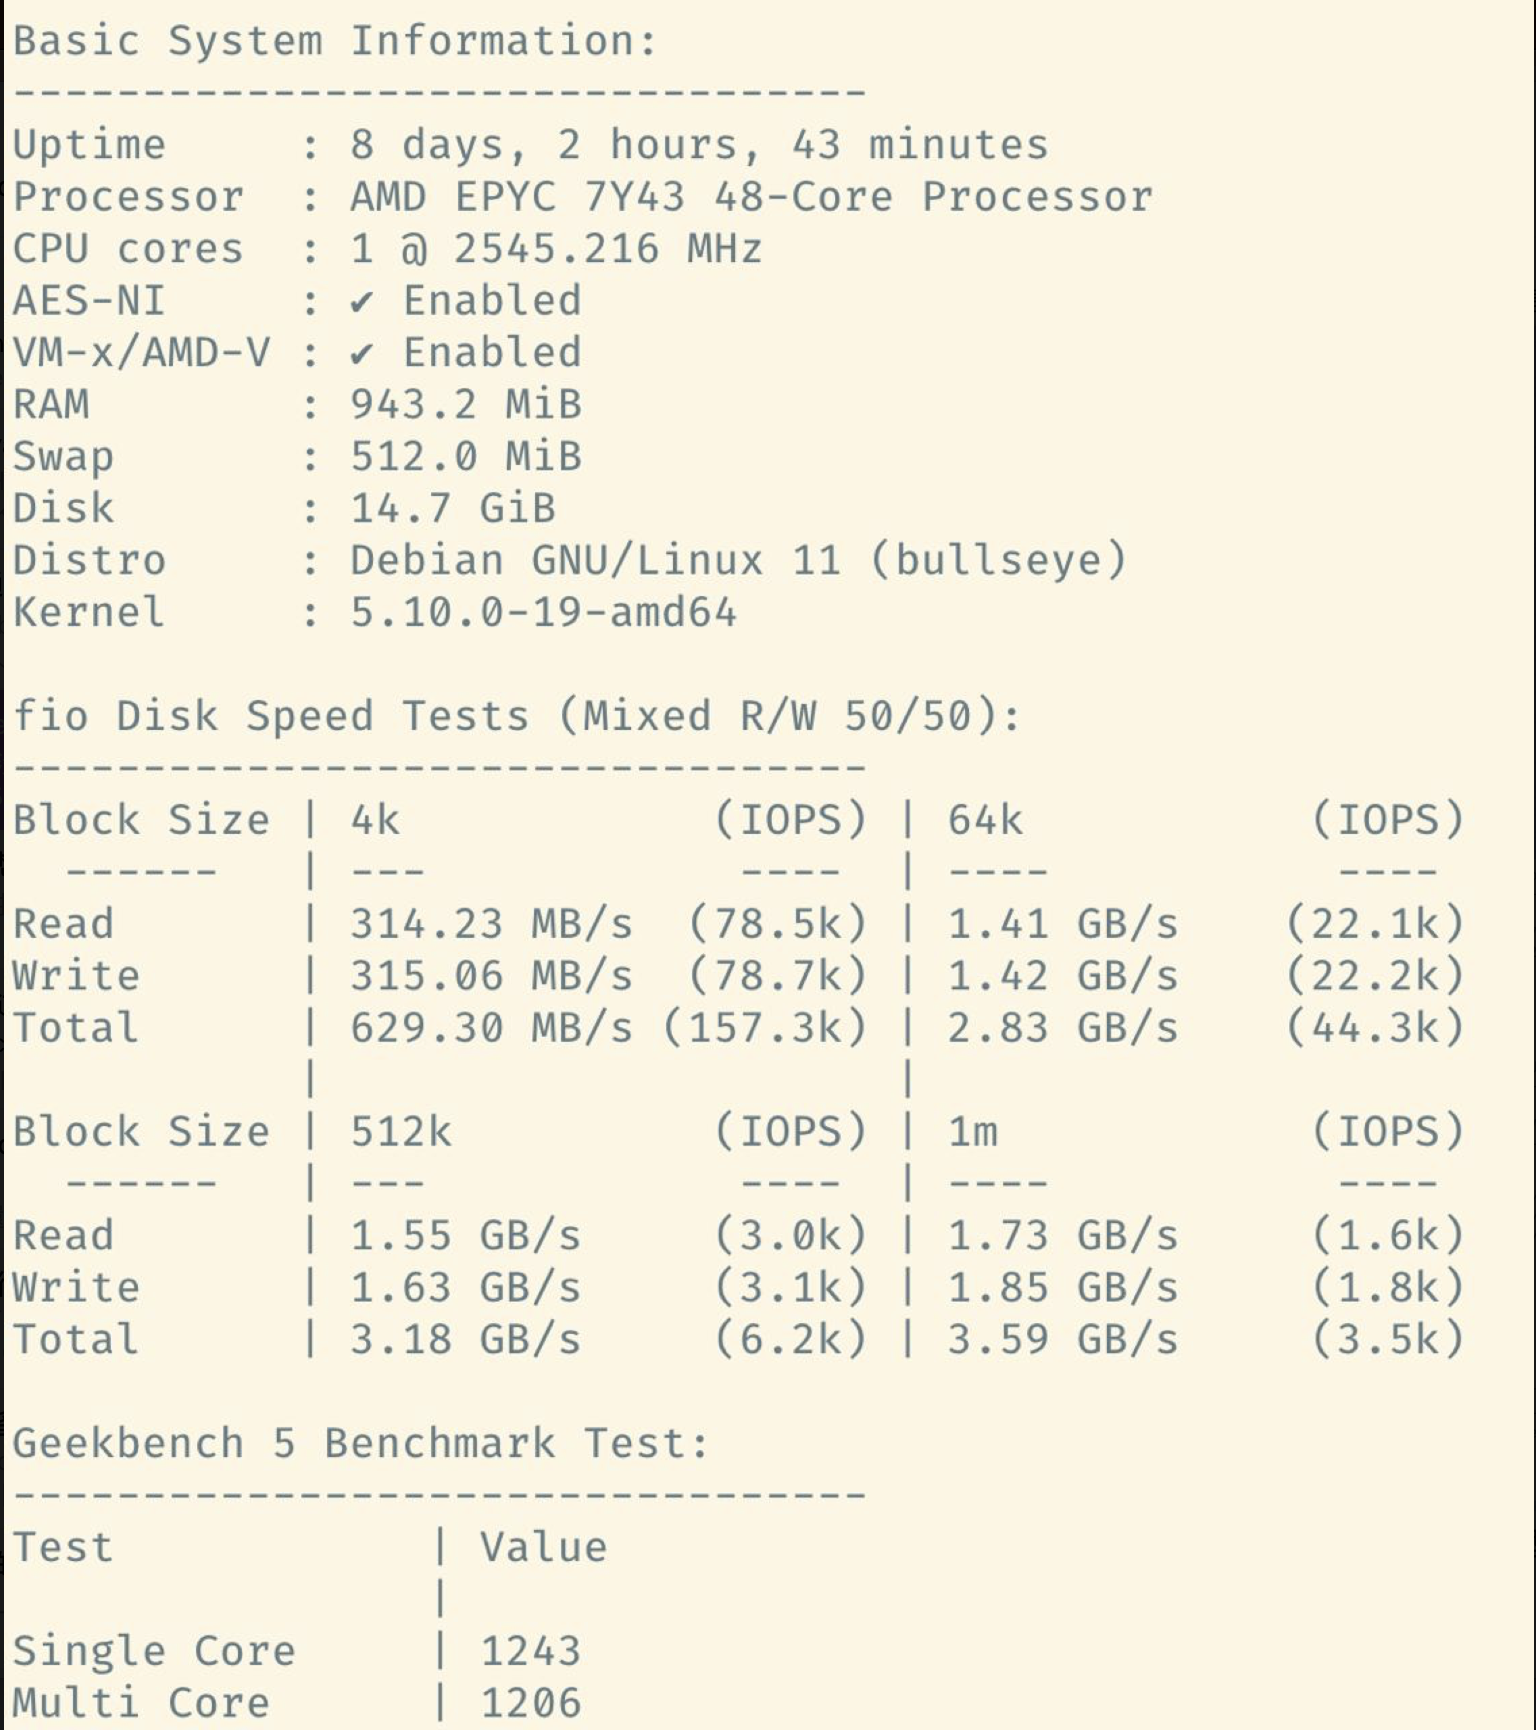 Basic System Information:
---------------------------------
Uptime     : 8 days, 2 hours, 43 minutes
Processor  : AMD EPYC 7Y43 48-Core Processor
CPU cores  : 1 @ 2545.216 MHz
AES-NI     : ✔ Enabled
VM-x/AMD-V : ✔ Enabled
RAM        : 943.2 MiB
Swap       : 512.0 MiB
Disk       : 14.7 GiB
Distro     : Debian GNU/Linux 11 (bullseye)
Kernel     : 5.10.0-19-amd64

fio Disk Speed Tests (Mixed R/W 50/50):
---------------------------------
Block Size | 4k            (IOPS) | 64k           (IOPS)
  ------   | ---            ----  | ----           ----
Read       | 314.23 MB/s  (78.5k) | 1.41 GB/s    (22.1k)
Write      | 315.06 MB/s  (78.7k) | 1.42 GB/s    (22.2k)
Total      | 629.30 MB/s (157.3k) | 2.83 GB/s    (44.3k)
           |                      |
Block Size | 512k          (IOPS) | 1m            (IOPS)
  ------   | ---            ----  | ----           ----
Read       | 1.55 GB/s     (3.0k) | 1.73 GB/s     (1.6k)
Write      | 1.63 GB/s     (3.1k) | 1.85 GB/s     (1.8k)
Total      | 3.18 GB/s     (6.2k) | 3.59 GB/s     (3.5k)

Geekbench 5 Benchmark Test:
---------------------------------
Test            | Value
                |
Single Core     | 1243
Multi Core      | 1206